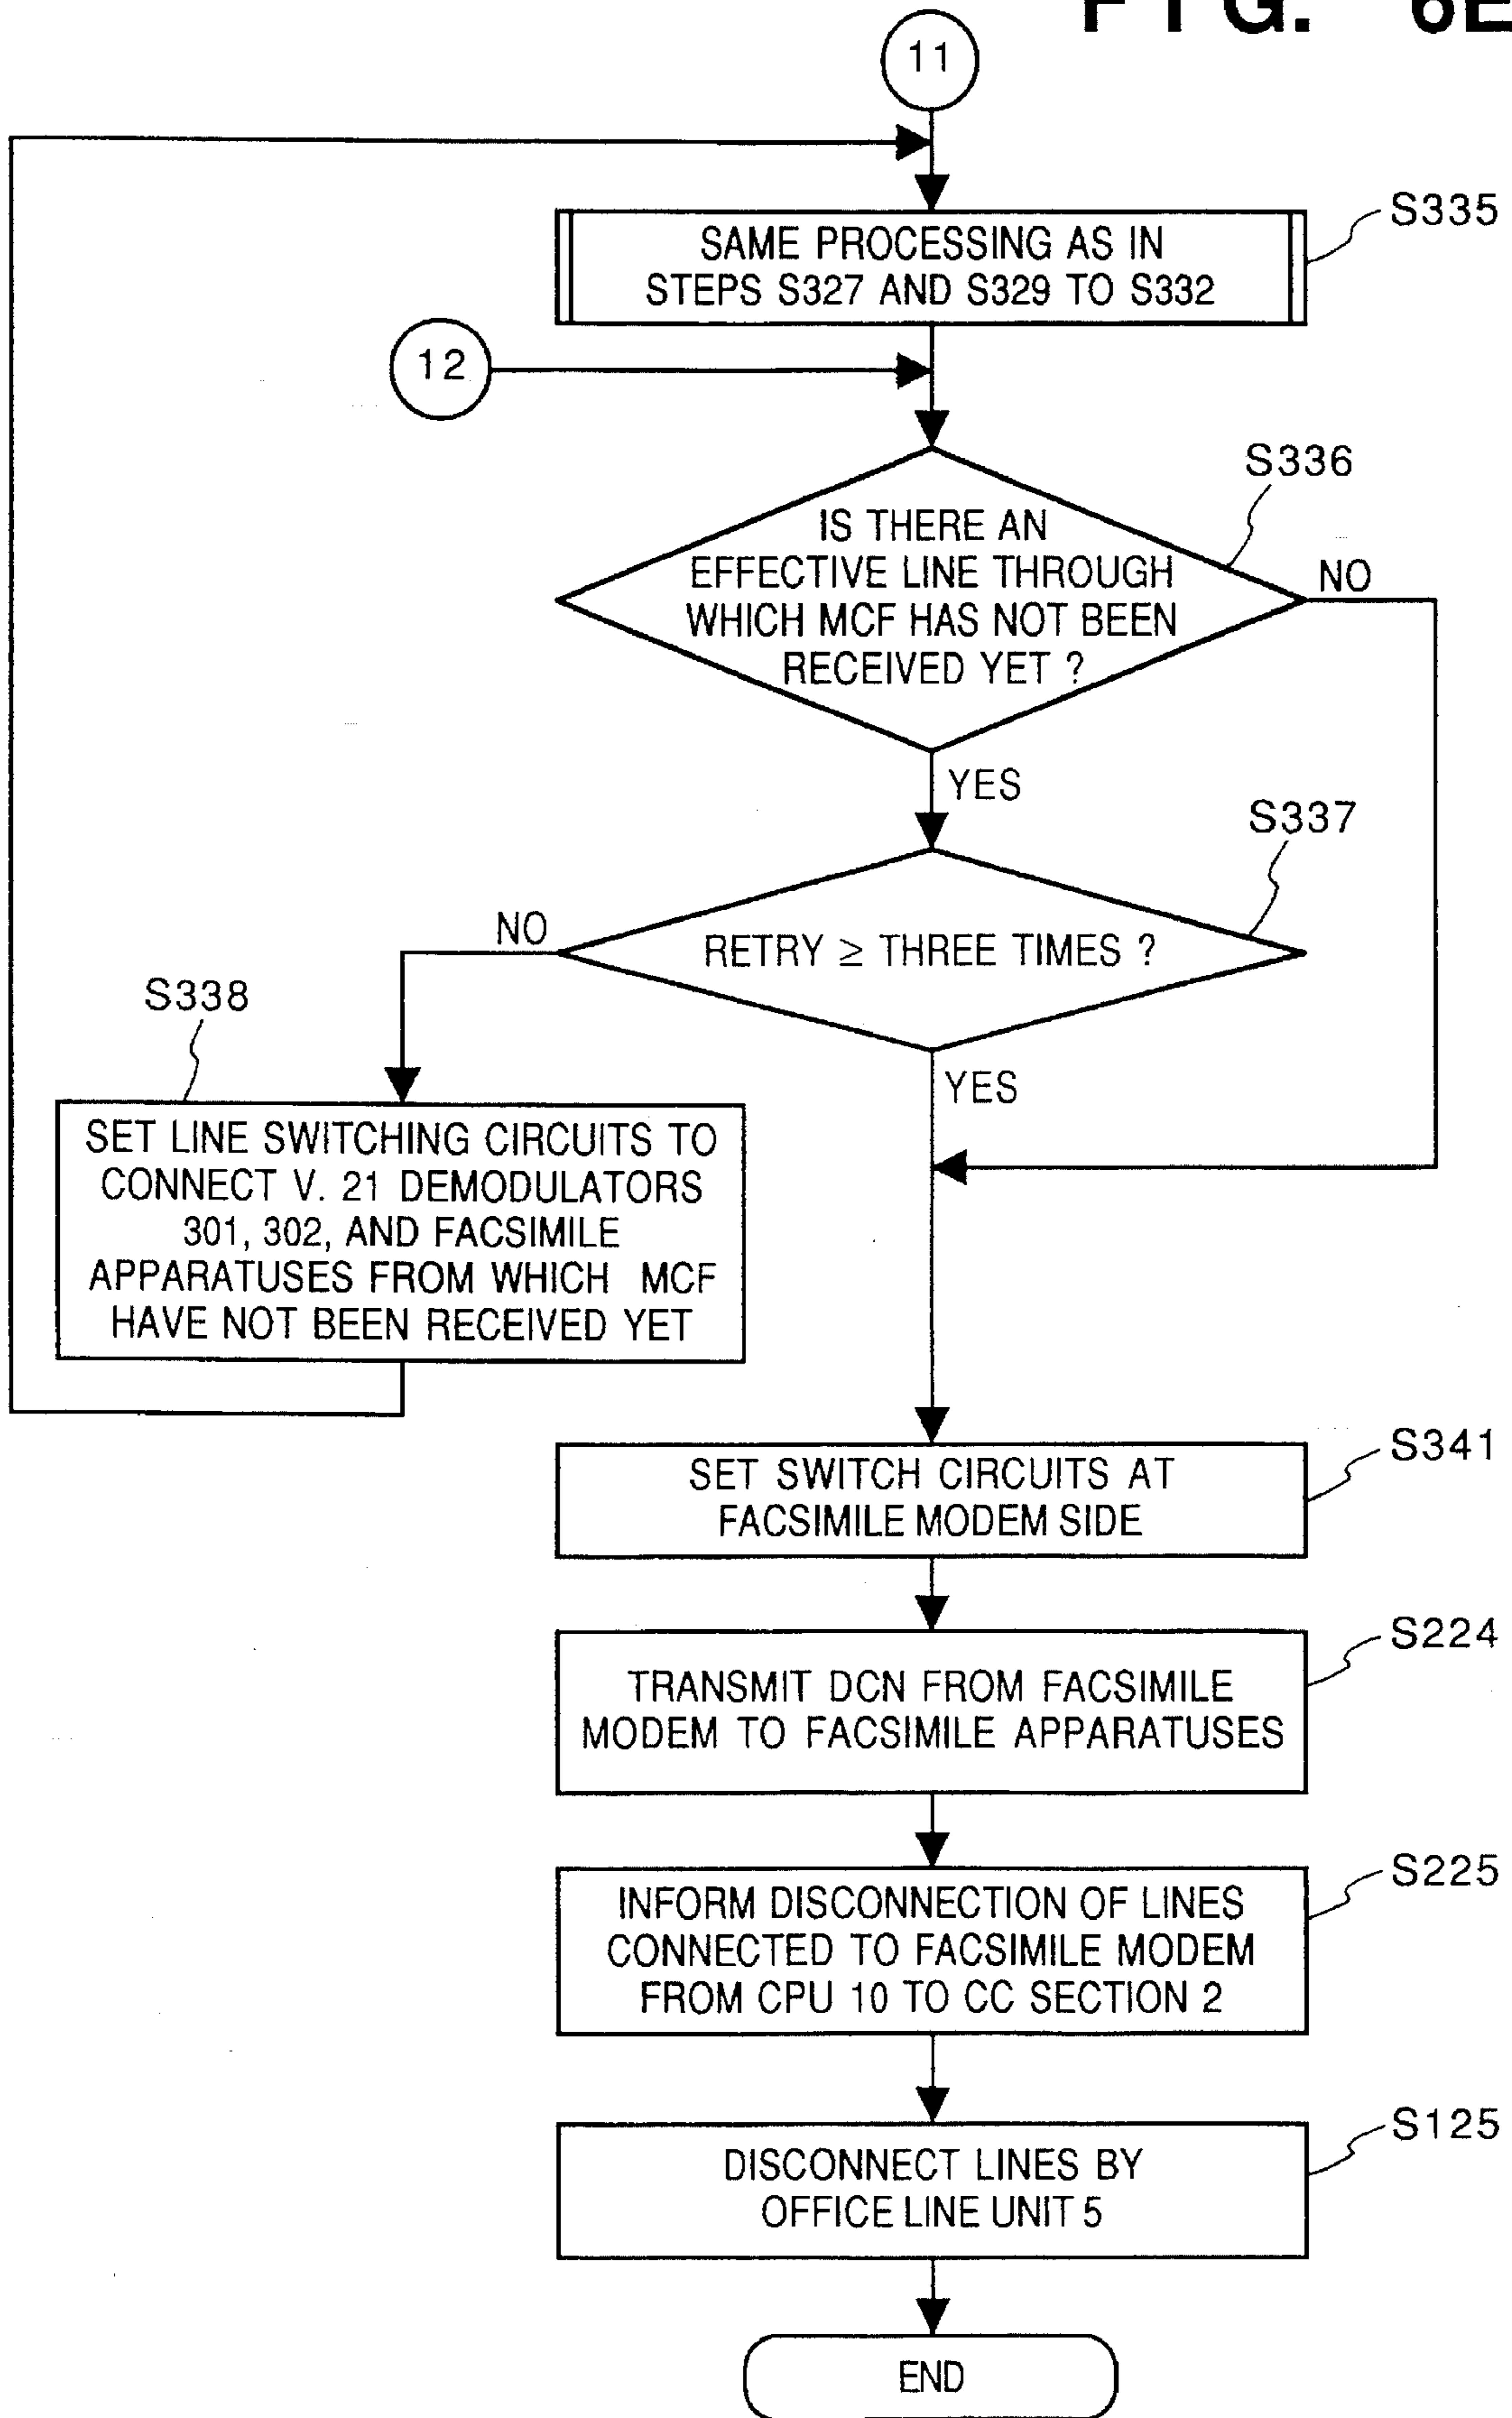 FIG. 6E
11
SAME PROCESSING AS IN
STEPS S327 AND S329 TO S332
S335
12
S336
IS THERE AN
EFFECTIVE LINE THROUGH
WHICH MCF HAS NOT BEEN
RECEIVED YET ?
NO
YES
S337
RETRY ≥ THREE TIMES ?
NO
YES
S338
SET LINE SWITCHING CIRCUITS TO
CONNECT V. 21 DEMODULATORS
301, 302, AND FACSIMILE
APPARATUSES FROM WHICH MCF
HAVE NOT BEEN RECEIVED YET
S341
SET SWITCH CIRCUITS AT
FACSIMILE MODEM SIDE
S224
TRANSMIT DCN FROM FACSIMILE
MODEM TO FACSIMILE APPARATUSES
S225
INFORM DISCONNECTION OF LINES
CONNECTED TO FACSIMILE MODEM
FROM CPU 10 TO CC SECTION 2
S125
DISCONNECT LINES BY
OFFICE LINE UNIT 5
END